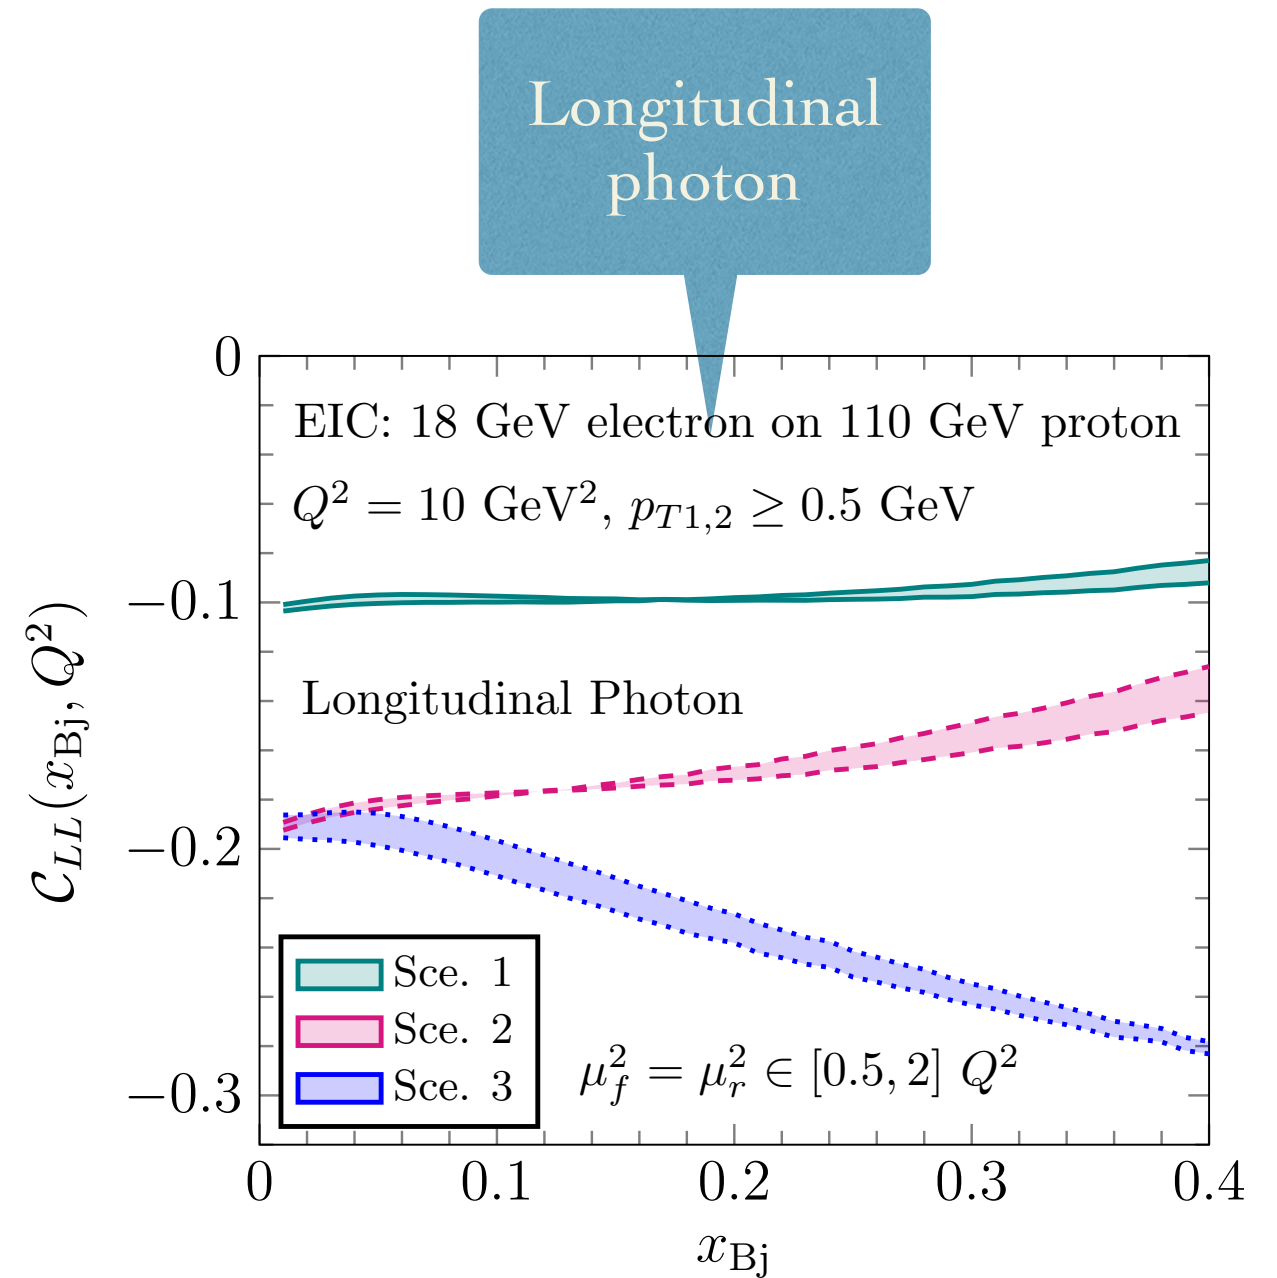 Longitudinal
photon
0
EIC: 18 GeV electron on 110 GeV proton
Q² = 10 GeV², p_{T1,2} ≥ 0.5 GeV
−0.1
Longitudinal Photon
𝒞_{LL}(x_{Bj}, Q²)
−0.2
Sce. 1
Sce. 2
Sce. 3
μ_f² = μ_r² ∈ [0.5, 2] Q²
−0.3
0 0.1 0.2 0.3 0.4
x_{Bj}